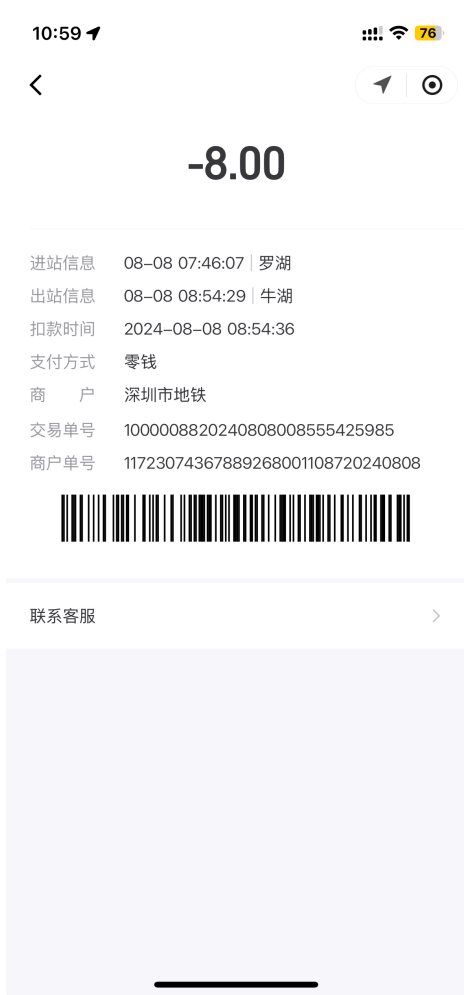 10:59
76
-8.00
进站信息 08-08 07:46:07 | 罗湖
出站信息 08-08 08:54:29 | 牛湖
扣款时间 2024-08-08 08:54:36
支付方式 零钱
商 户 深圳市地铁
交易单号 1000008820240808008555425985
商户单号 11723074367889268001108720240808
联系客服